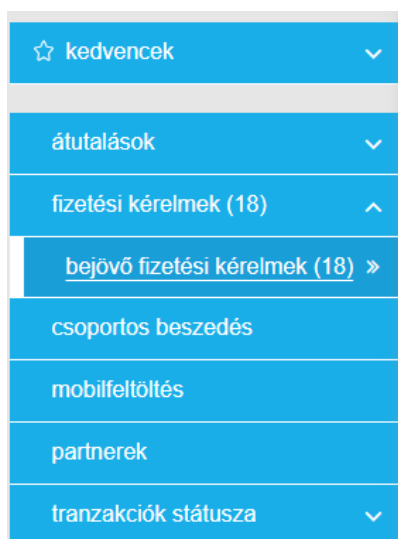 kedvencek
átutalások
fizetési kérelmek (18)
bejövő fizetési kérelmek (18) »
csoportos beszedés
mobilfeltöltés
partnerek
tranzakciók státusza